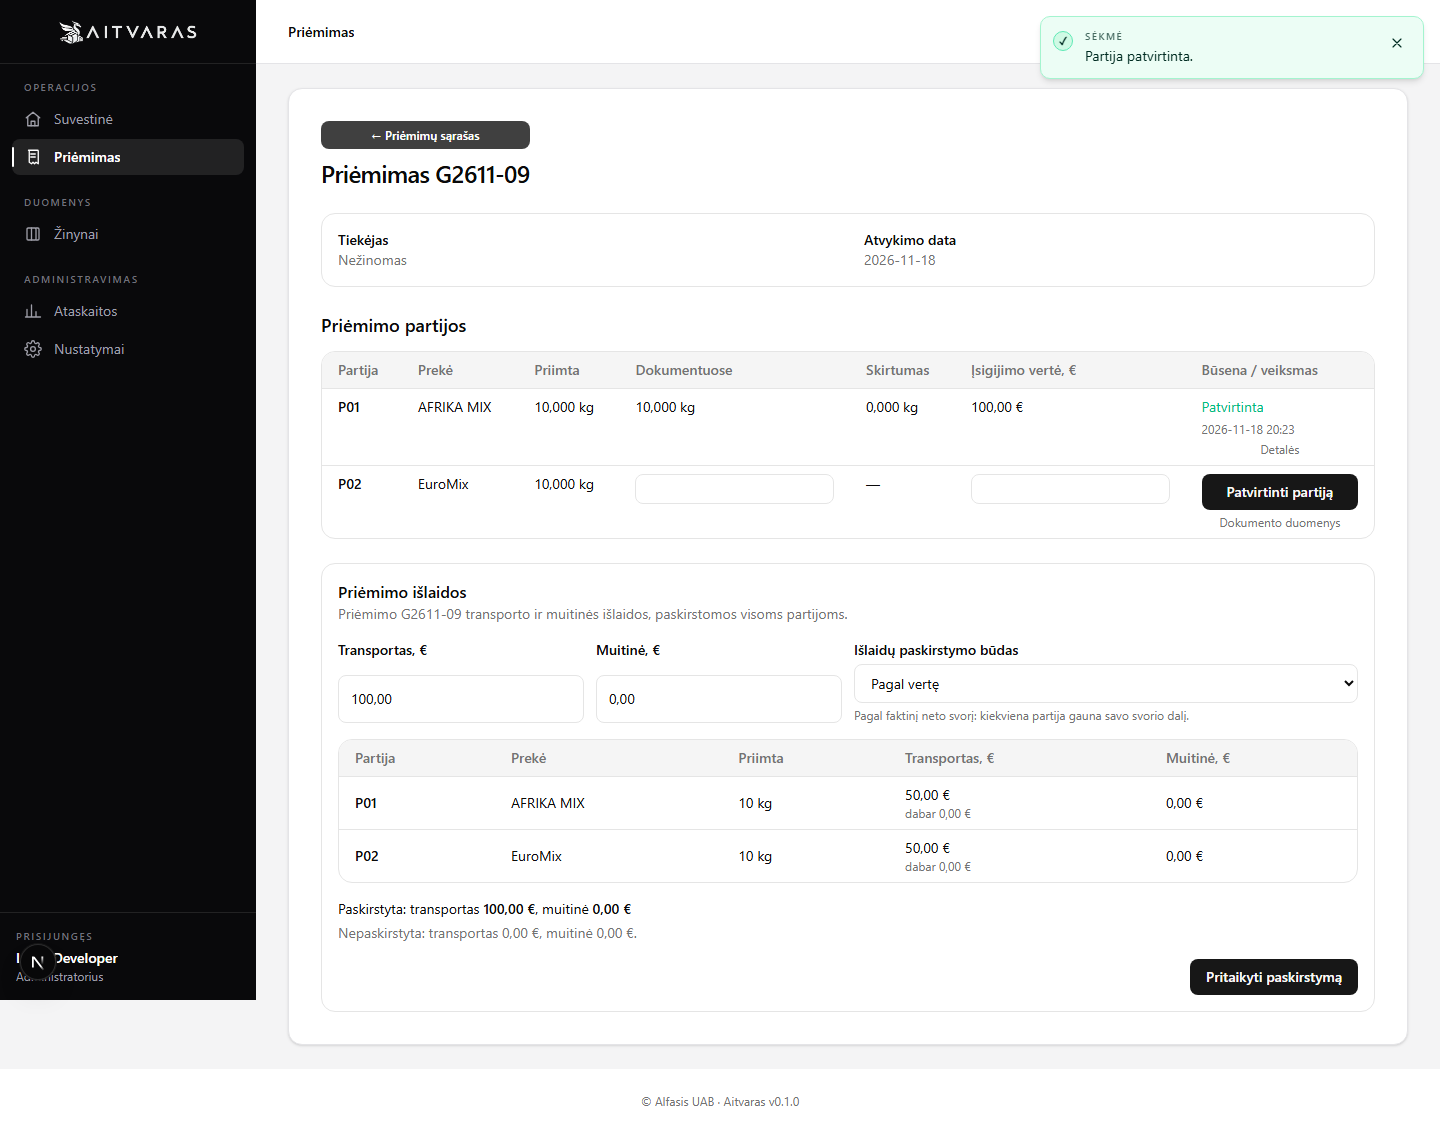 AITVARAS
OPERACIJOS
Suvestinė
Priėmimas
DUOMENYS
Žinynai
ADMINISTRAVIMAS
Ataskaitos
Nustatymai
PRISIJUNGĘS
N
Developer
Priėmimas
SĖKMĖ
Partija patvirtinta.
← Priėmimų sąrašas
Priėmimas G2611-09
Tiekėjas Atvykimo data
Nežinomas 2026-11-18
Priėmimo partijos
Partija Prekė Priimta Dokumentuose Skirtumas Įsigijimo vertė, € Būsena / veiksmas
P01 AFRIKA MIX 10,000 kg 10,000 kg 0,000 kg 100,00 € Patvirtinta
2026-11-18 20:23
Detalės
P02 EuroMix 10,000 kg — Patvirtinti partiją
Dokumento duomenys
Priėmimo išlaidos
Priėmimo G2611-09 transporto ir muitinės išlaidos, paskirstomos visoms partijoms.
Transportas, € Muitinė, € Išlaidų paskirstymo būdas
100,00 0,00 Pagal vertę
Pagal faktinį neto svorį: kiekviena partija gauna savo svorio dalį.
Partija Prekė Priimta Transportas, € Muitinė, €
P01 AFRIKA MIX 10 kg 50,00 € 0,00 €
dabar 0,00 €
P02 EuroMix 10 kg 50,00 € 0,00 €
dabar 0,00 €
Paskirstyta: transportas 100,00 €, muitinė 0,00 €
Nepaskirstyta: transportas 0,00 €, muitinė 0,00 €.
Pritaikyti paskirstymą
© Alfasis UAB · Aitvaras v0.1.0